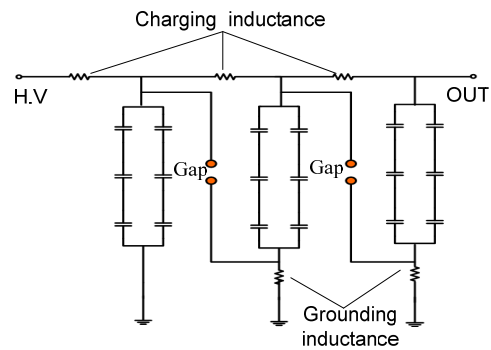 Charging inductance
H.V
OUT
Gap
Gap
Grounding
inductance